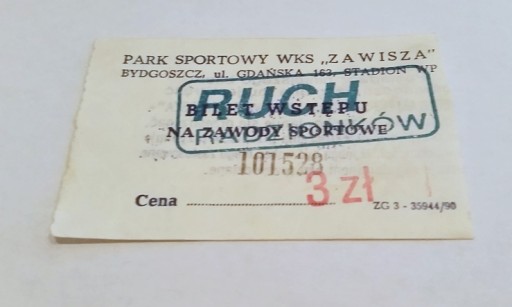 PARK SPORTOWY WKS „ZAWISZA"
BYDGOSZCZ, ul. GDAŃSKA 163, STADION WP
RUCH
BILET WSTĘPU
NA ZAWODY SPORTOWE
RADZIONKÓW
101528
3 zł
Cena
ZG 3 - 35944/90